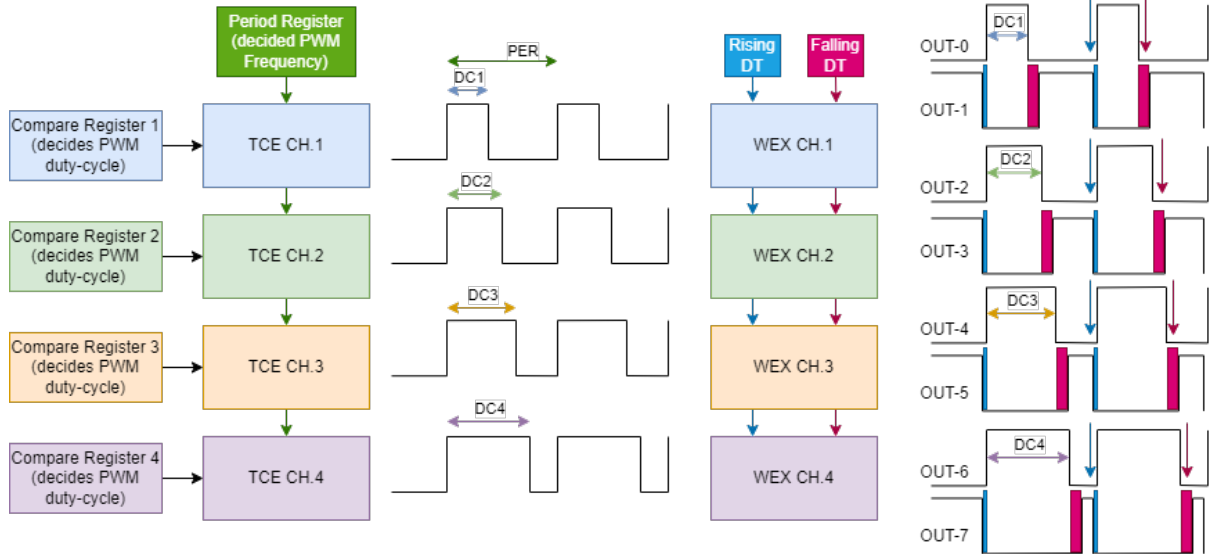 Period Register
(decided PWM
Frequency)
Compare Register 1
(decides PWM
duty-cycle)
TCE CH.1
Compare Register 2
(decides PWM
duty-cycle)
TCE CH.2
Compare Register 3
(decides PWM
duty-cycle)
TCE CH.3
Compare Register 4
(decides PWM
duty-cycle)
TCE CH.4
PER
DC1
DC2
DC3
DC4
Rising
DT
Falling
DT
WEX CH.1
WEX CH.2
WEX CH.3
WEX CH.4
DC1
OUT-0
OUT-1
DC2
OUT-2
OUT-3
DC3
OUT-4
OUT-5
DC4
OUT-6
OUT-7